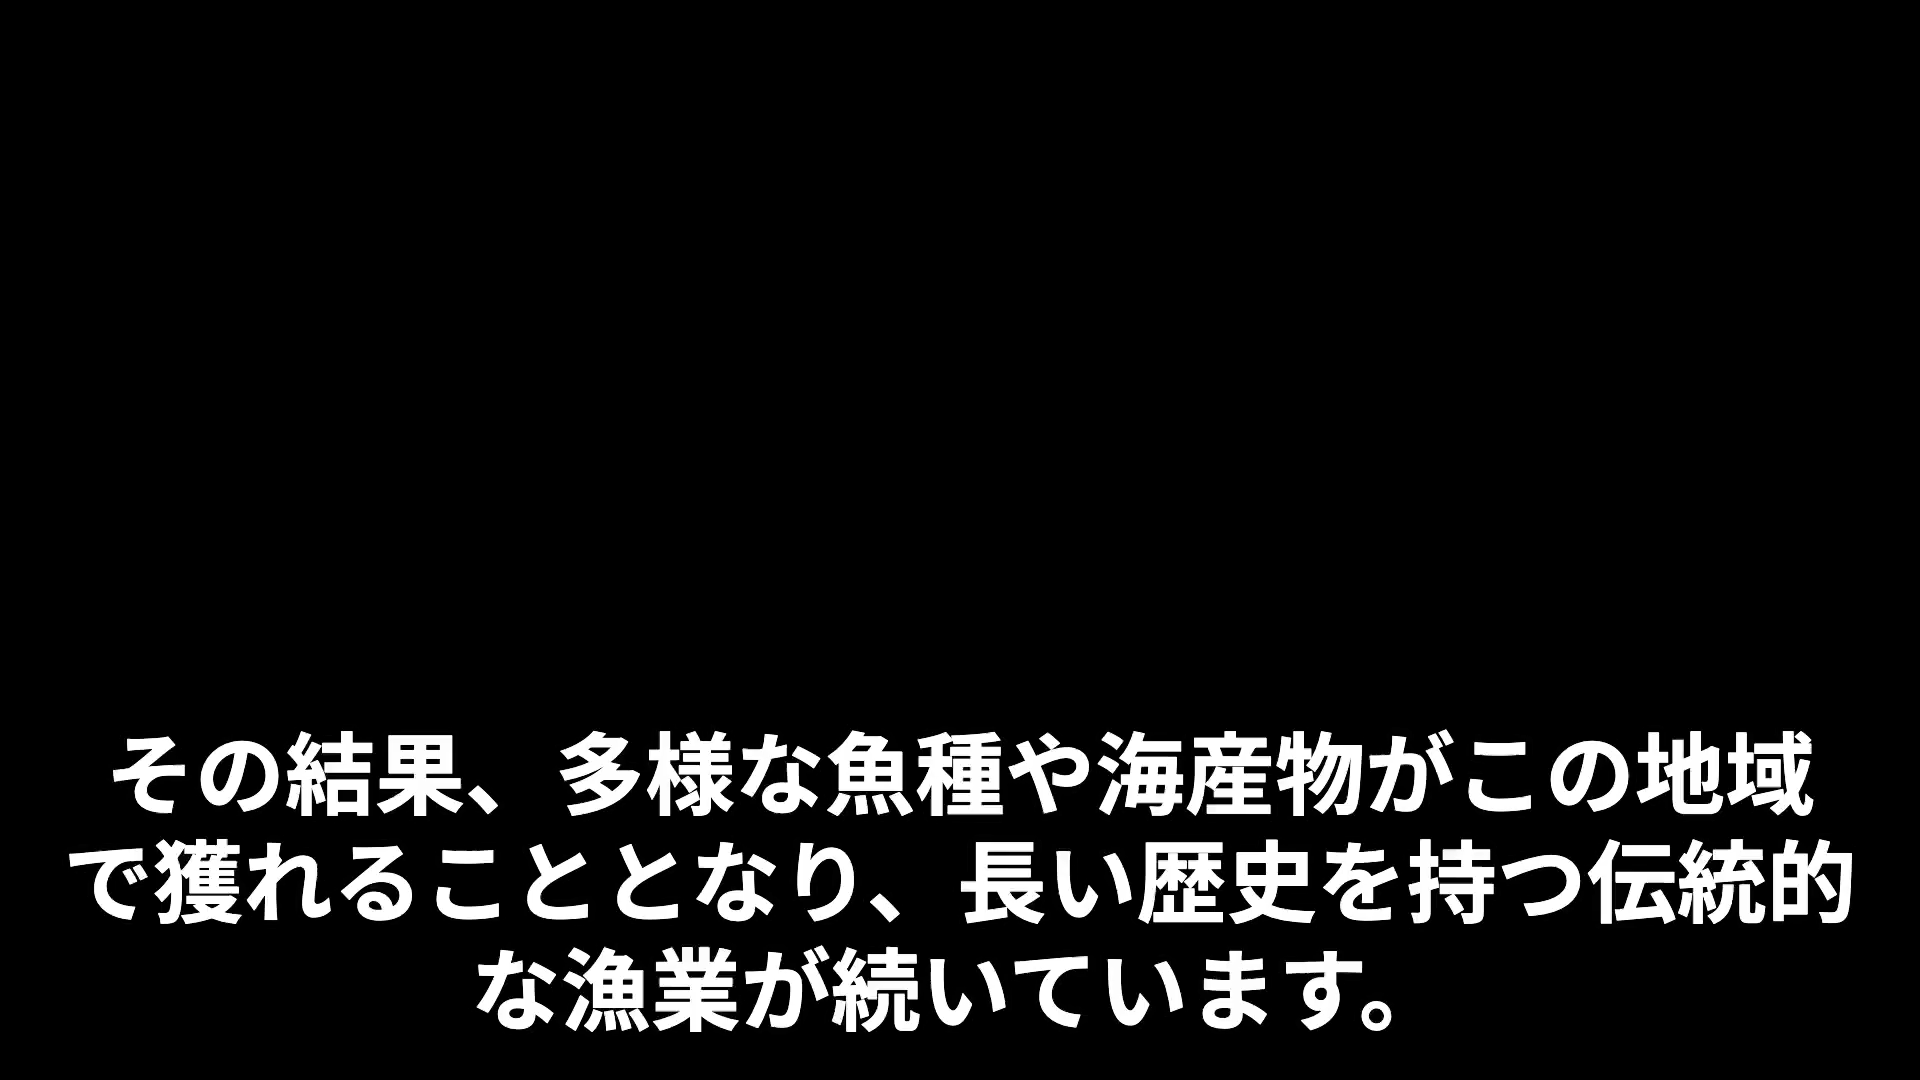 その結果、多様な魚種や海産物がこの地域
で獲れることとなり、長い歴史を持つ伝統的
な漁業が続いています。